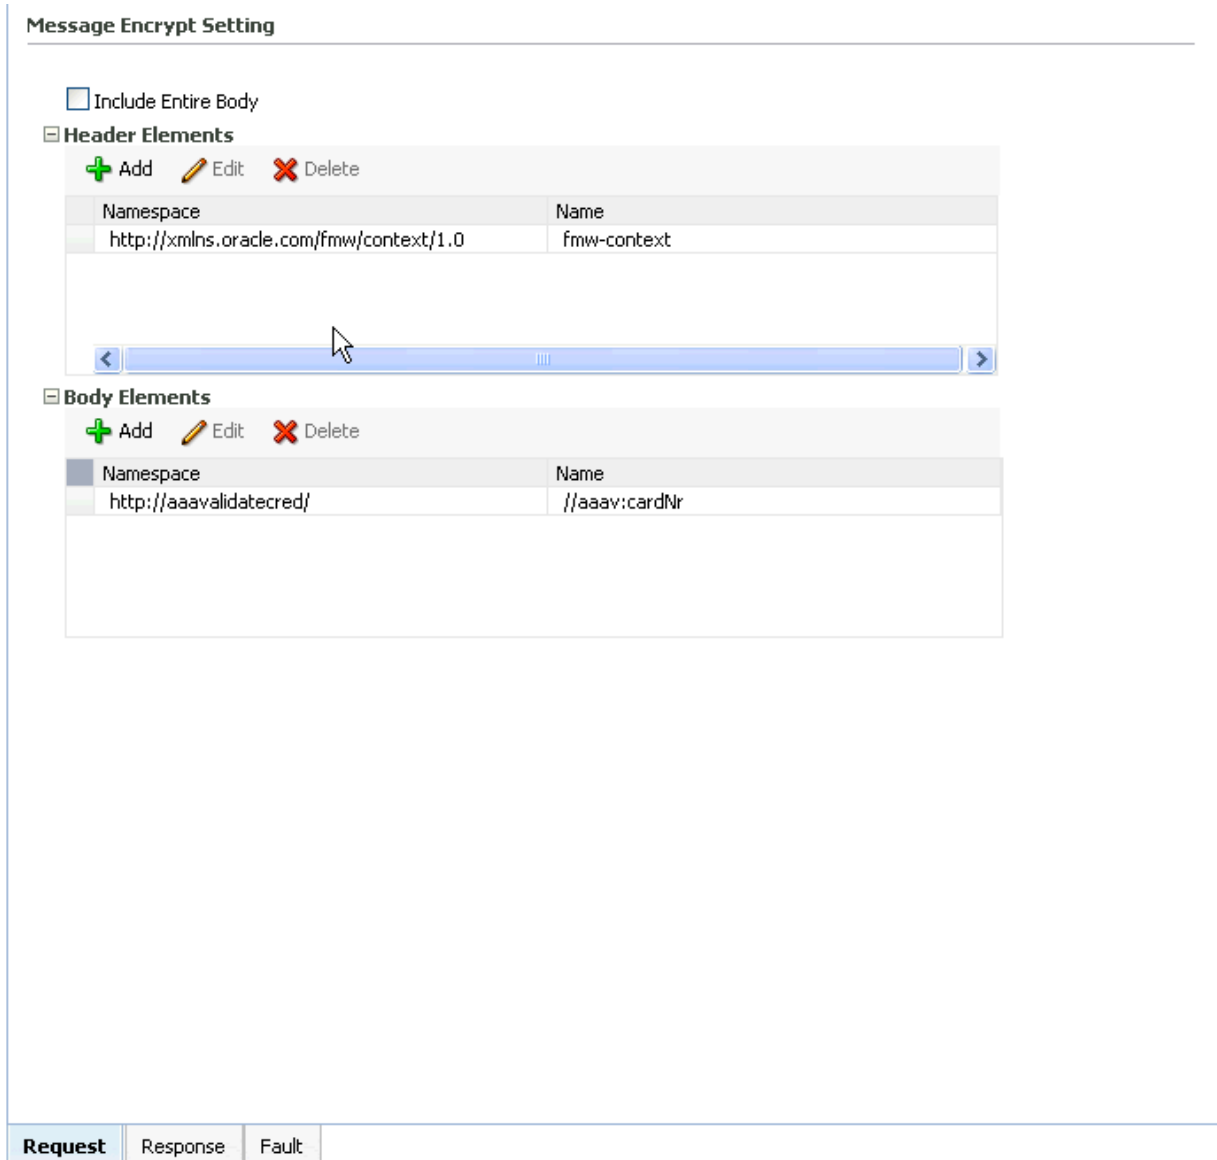 Message Encrypt Setting
Include Entire Body
Header Elements
Add Edit Delete
Namespace Name
http://xmlns.oracle.com/fmw/context/1.0 fmw-context
Body Elements
Add Edit Delete
Namespace Name
http://aaavalidatecred/ //aaav:cardNr
Request Response Fault